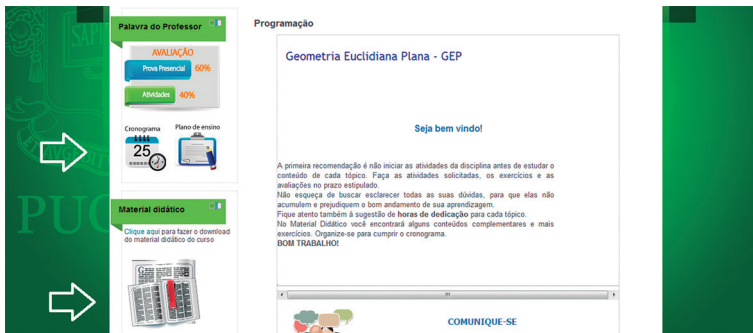 Palavra do Professor
AVALIAÇÃO
Prova Presencial 60%
Atividades 40%
Cronograma
Plano de ensino
25
Material didático
Clique aqui para fazer o download
do material didático do curso
Programação
Geometria Euclidiana Plana - GEP
Seja bem vindo!
A primeira recomendação é não iniciar as atividades da disciplina antes de estudar o
conteúdo de cada tópico. Faça as atividades solicitadas, os exercícios e as
avaliações no prazo estipulado.
Não esqueça de buscar esclarecer todas as suas dúvidas, para que elas não
acumulem e prejudiquem o bom andamento de sua aprendizagem.
Fique atento também à sugestão de horas de dedicação para cada tópico.
No Material Didático você encontrará alguns conteúdos complementares e mais
exercícios. Organize-se para cumprir o cronograma.
BOM TRABALHO!
COMUNIQUE-SE
PUC